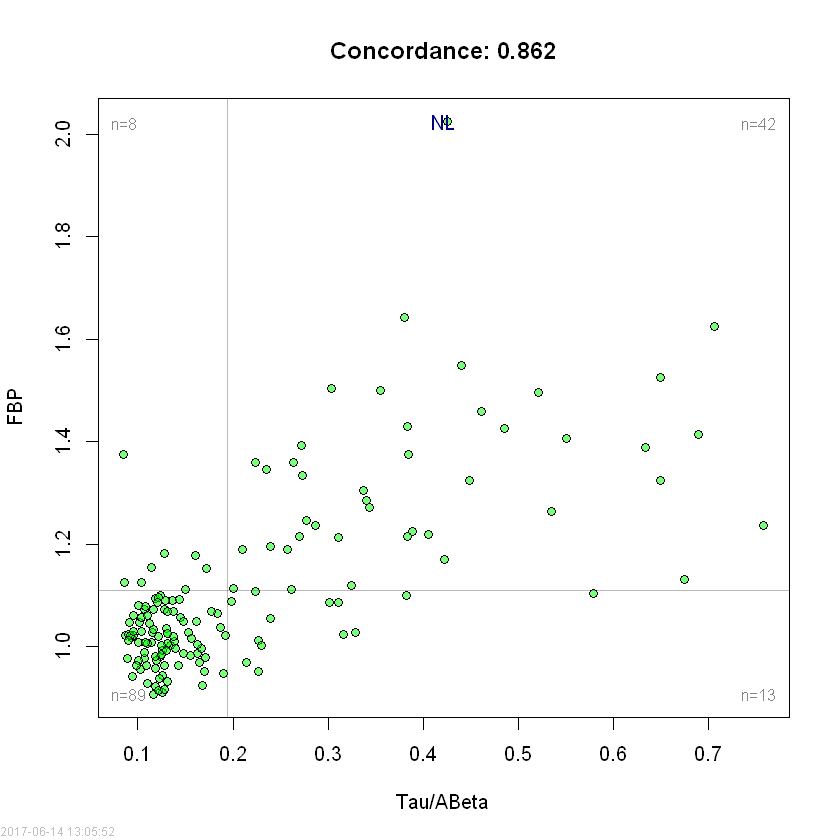 Concordance: 0.862
n=8
NL
n=42
2.0
1.8
1.6
1.4
1.2
1.0
FBP
n=89
n=13
0.1 0.2 0.3 0.4 0.5 0.6 0.7
Tau/ABeta
2017-06-14 13:05:52